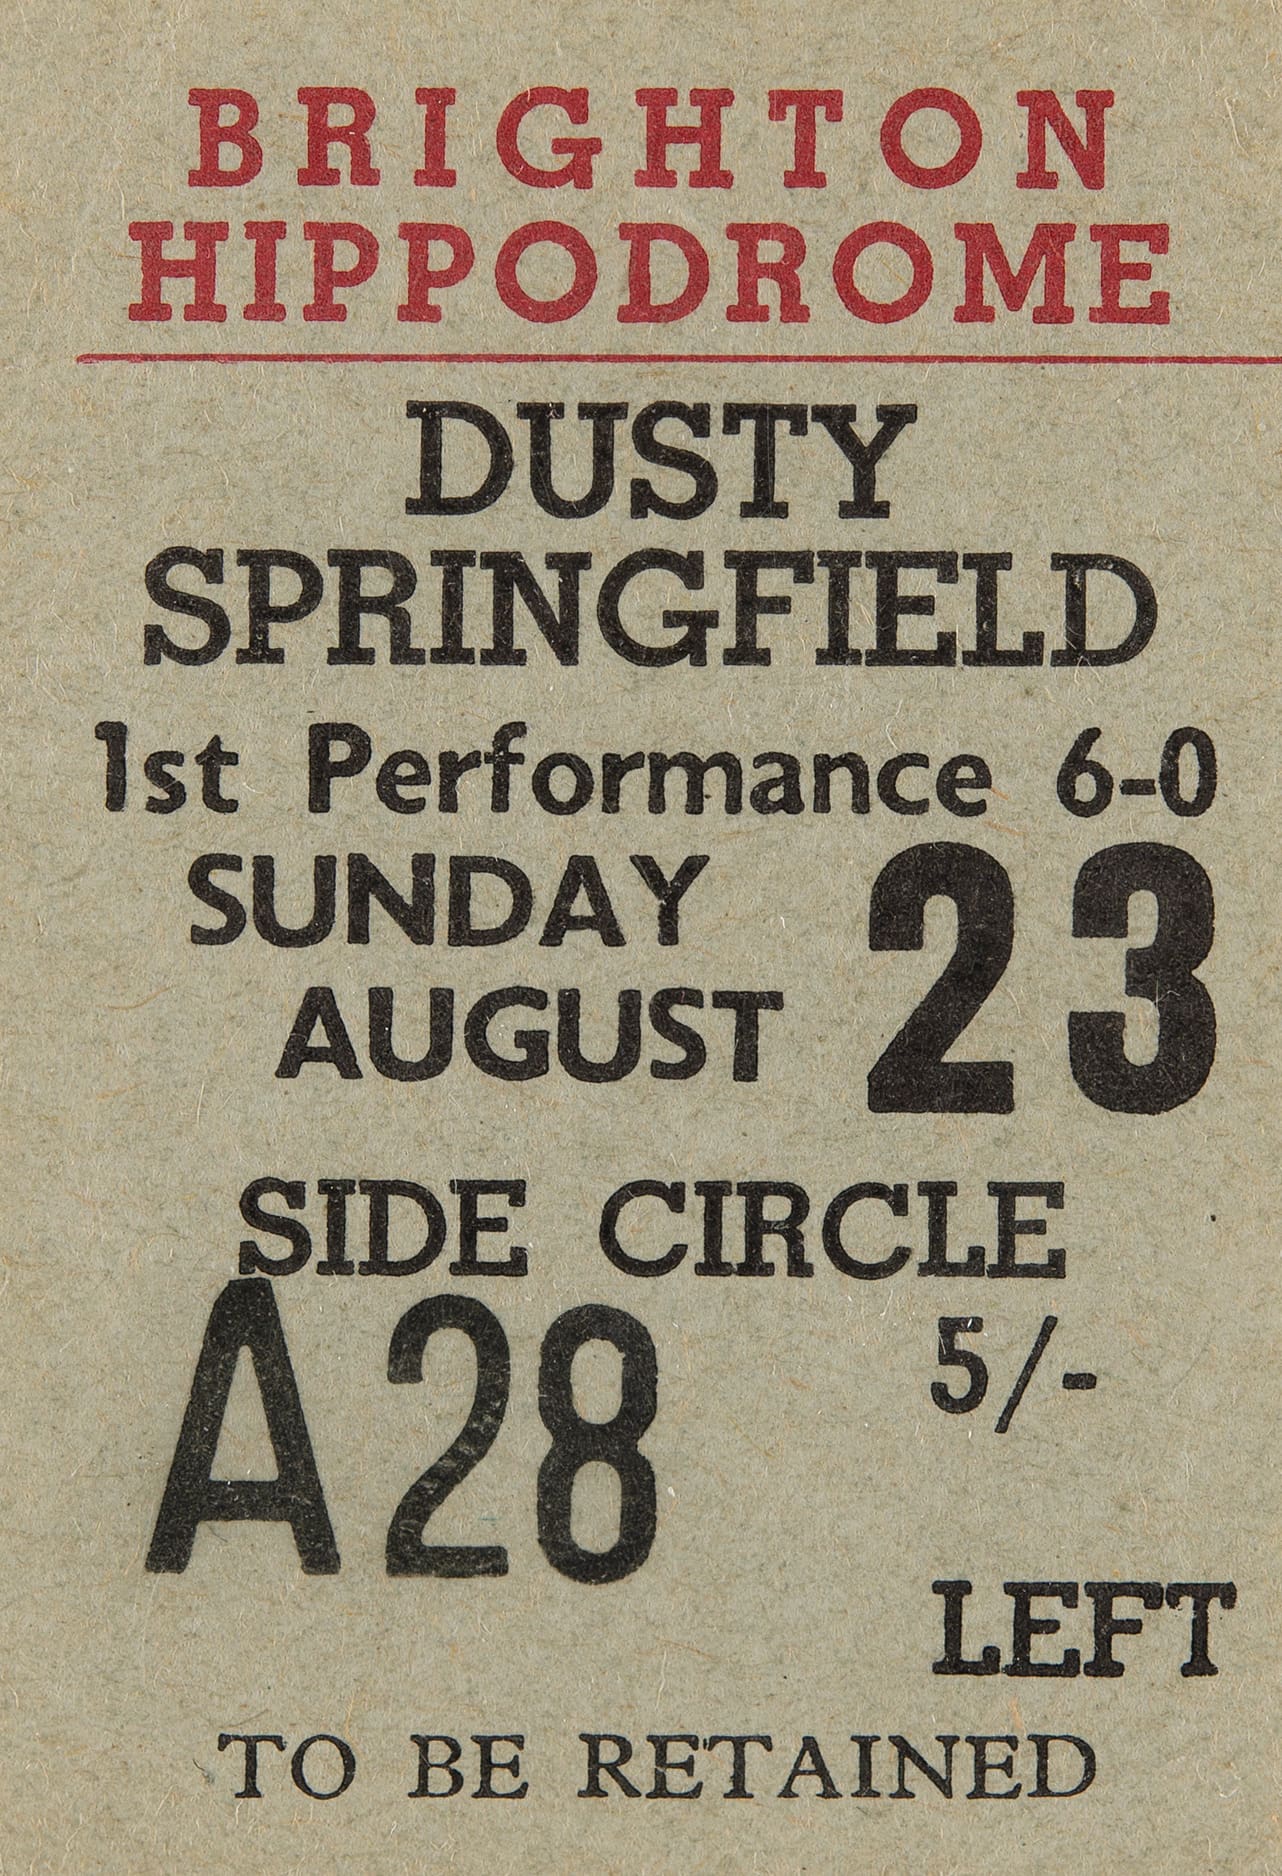 BRIGHTON
HIPPODROME
DUSTY
SPRINGFIELD
1st Performance 6-0
SUNDAY 23
AUGUST
SIDE CIRCLE
A28 5/-
LEFT
TO BE RETAINED